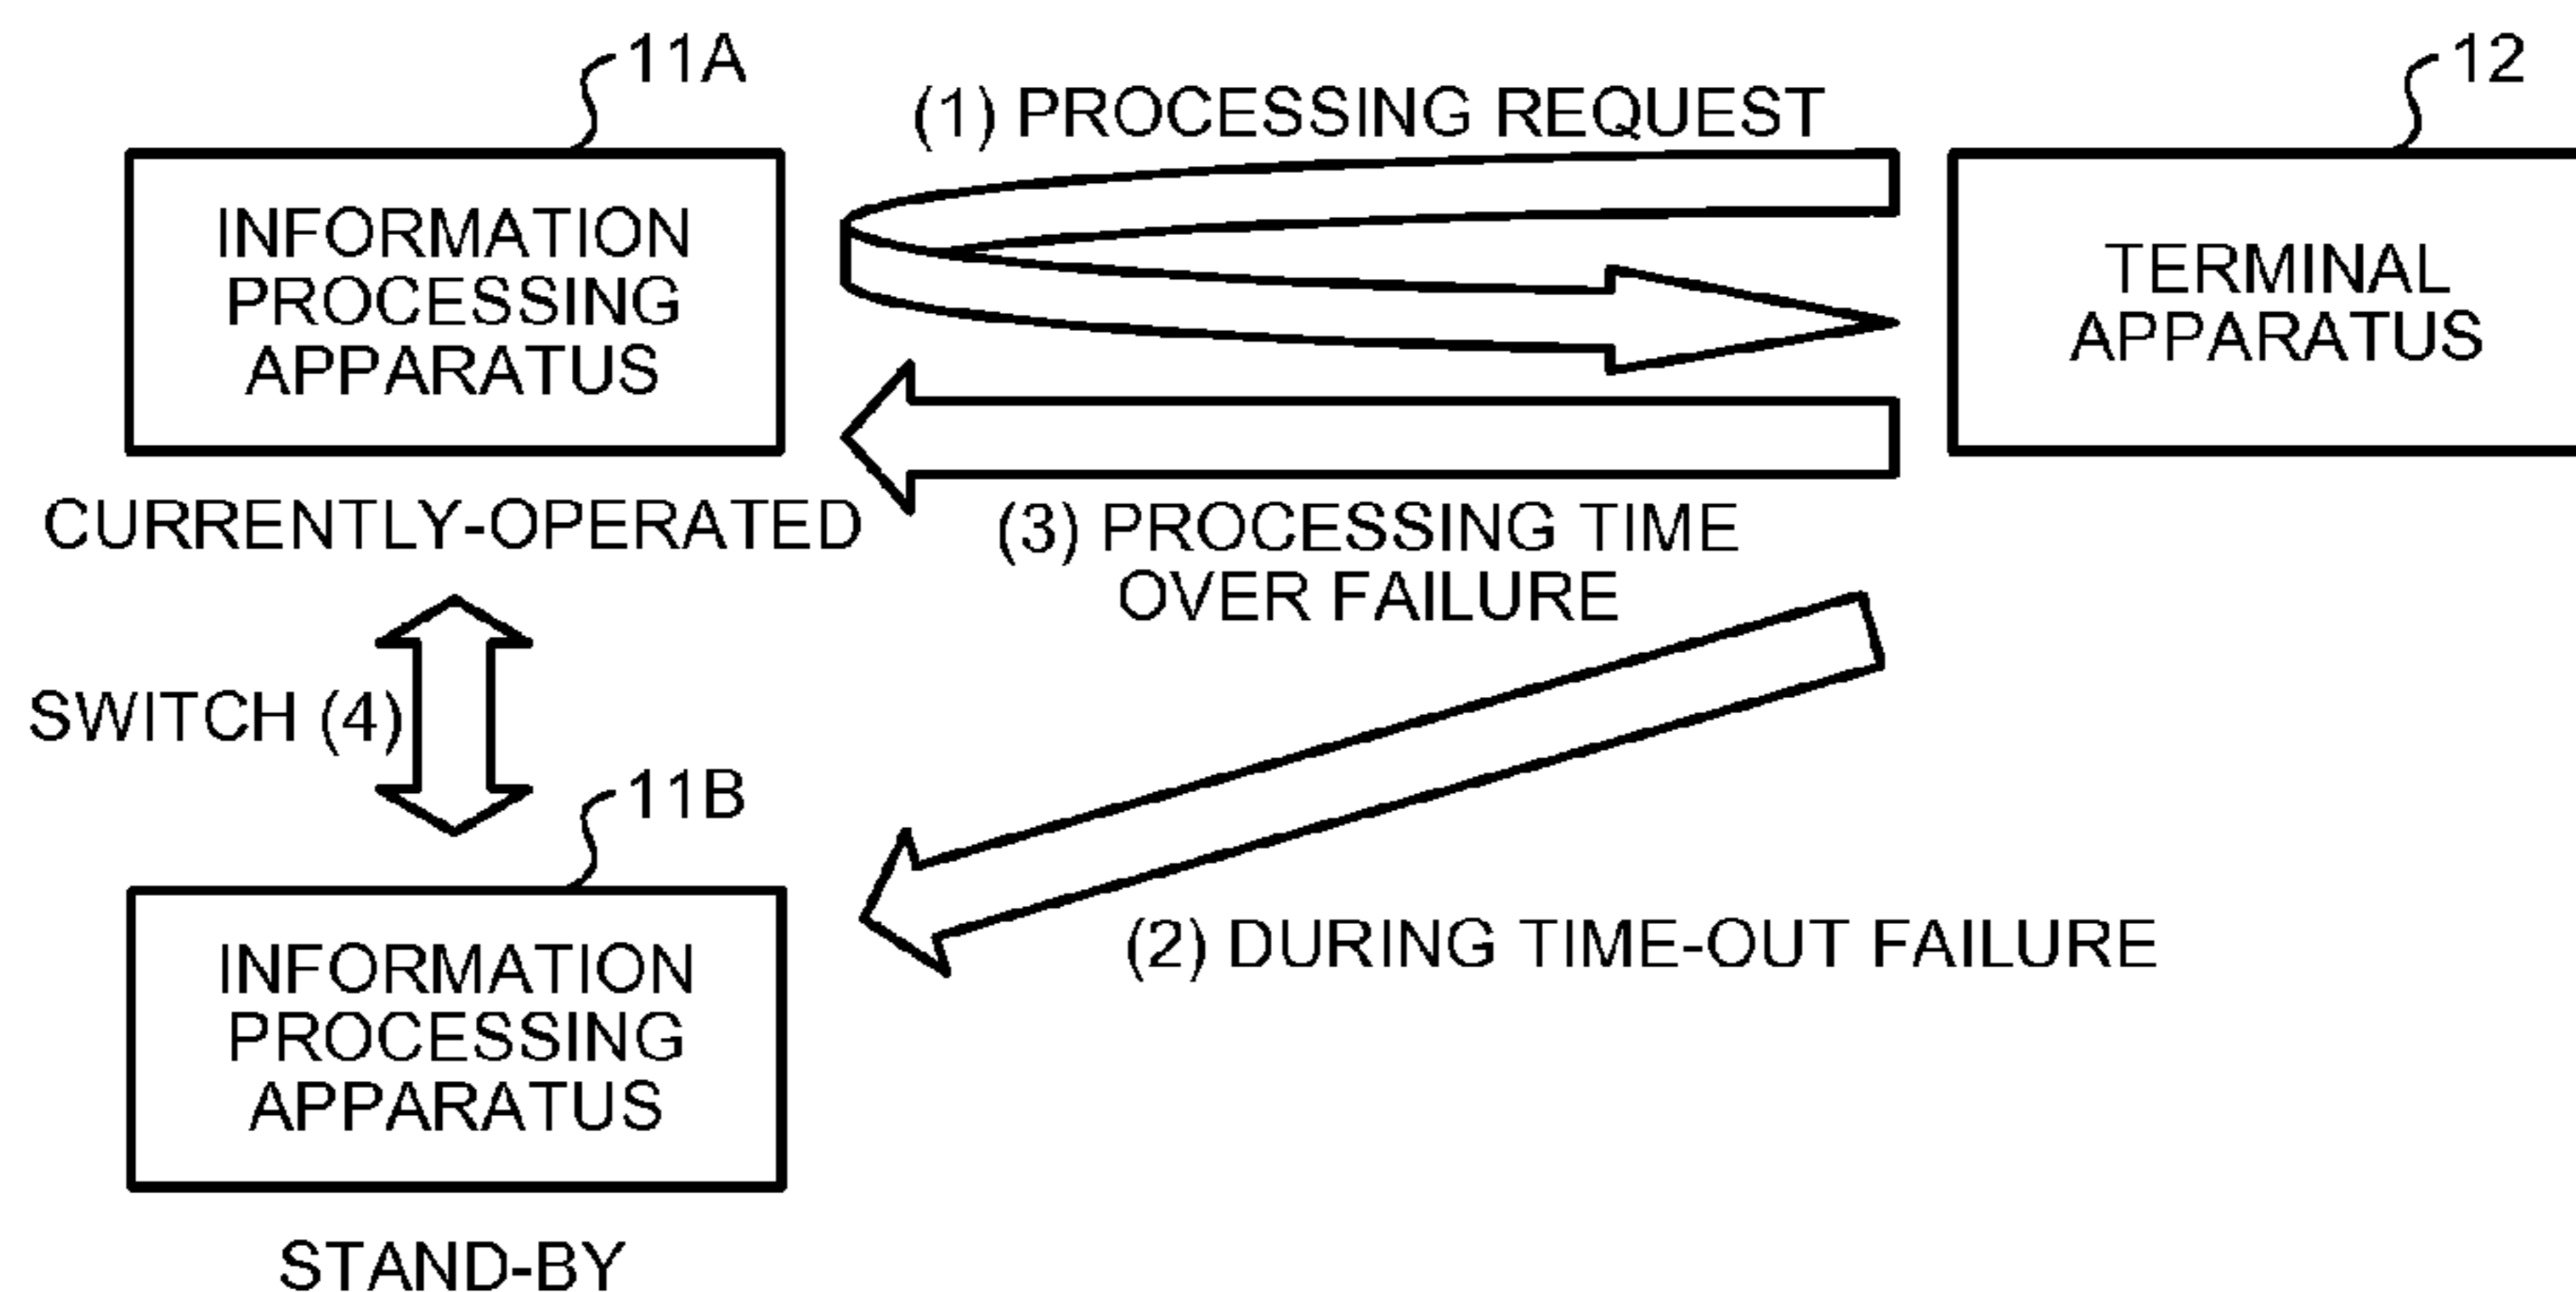 11A
12
(1) PROCESSING REQUEST
INFORMATION
PROCESSING
APPARATUS
TERMINAL
APPARATUS
CURRENTLY-OPERATED
(3) PROCESSING TIME
OVER FAILURE
SWITCH (4)
11B
(2) DURING TIME-OUT FAILURE
INFORMATION
PROCESSING
APPARATUS
STAND-BY